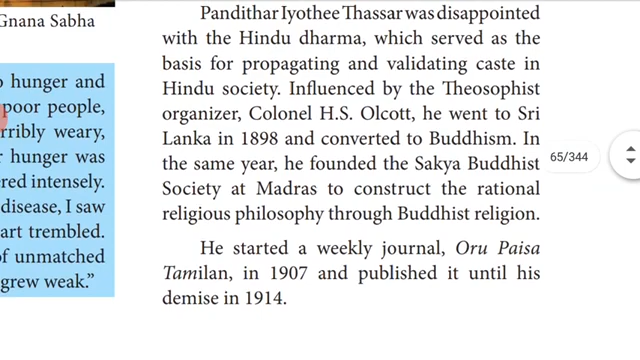 Gnana Sabha
o hunger and
poor people,
rribly weary,
r hunger was
red intensely.
disease, I saw
art trembled.
of unmatched
grew weak.”
Pandithar Iyothee Thassar was disappointed
with the Hindu dharma, which served as the
basis for propagating and validating caste in
Hindu society. Influenced by the Theosophist
organizer, Colonel H.S. Olcott, he went to Sri
Lanka in 1898 and converted to Buddhism. In
the same year, he founded the Sakya Buddhist
Society at Madras to construct the rational
religious philosophy through Buddhist religion.
He started a weekly journal, Oru Paisa
Tamilan, in 1907 and published it until his
demise in 1914.
65/344